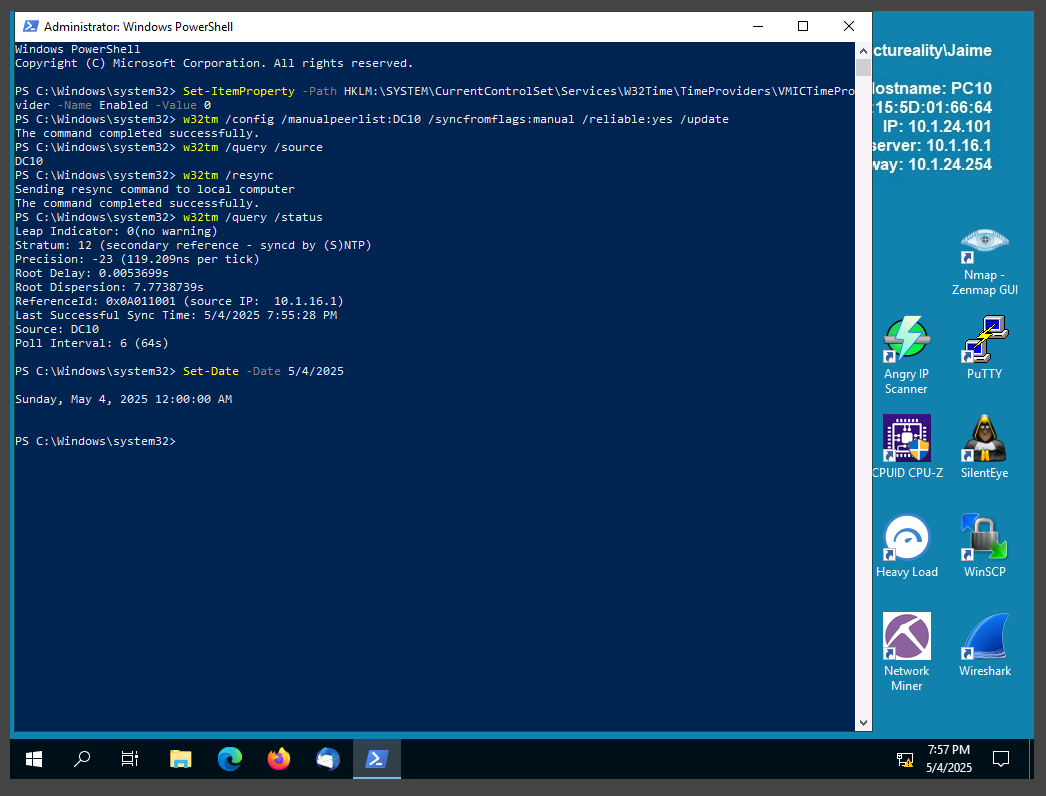 Administrator: Windows PowerShell
Windows PowerShell
Copyright (C) Microsoft Corporation. All rights reserved.
PS C:\Windows\system32> Set-ItemProperty -Path HKLM:\SYSTEM\CurrentControlSet\Services\W32Time\TimeProviders\VMICTimePro
vider -Name Enabled -Value 0
PS C:\Windows\system32> w32tm /config /manualpeerlist:DC10 /syncfromflags:manual /reliable:yes /update
The command completed successfully.
PS C:\Windows\system32> w32tm /query /source
DC10
PS C:\Windows\system32> w32tm /resync
Sending resync command to local computer
The command completed successfully.
PS C:\Windows\system32> w32tm /query /status
Leap Indicator: 0(no warning)
Stratum: 12 (secondary reference - syncd by (S)NTP)
Precision: -23 (119.209ns per tick)
Root Delay: 0.0053699s
Root Dispersion: 7.7738739s
ReferenceId: 0x0A011001 (source IP:  10.1.16.1)
Last Successful Sync Time: 5/4/2025 7:55:28 PM
Source: DC10
Poll Interval: 6 (64s)
PS C:\Windows\system32> Set-Date -Date 5/4/2025
Sunday, May 4, 2025 12:00:00 AM
PS C:\Windows\system32>
ctureality\Jaime
lostname: PC10
:15:5D:01:66:64
IP: 10.1.24.101
server: 10.1.16.1
way: 10.1.24.254
Nmap -
Zenmap GUI
Angry IP
Scanner
PuTTY
CPUID CPU-Z
SilentEye
Heavy Load
WinSCP
Network
Miner
Wireshark
7:57 PM
5/4/2025